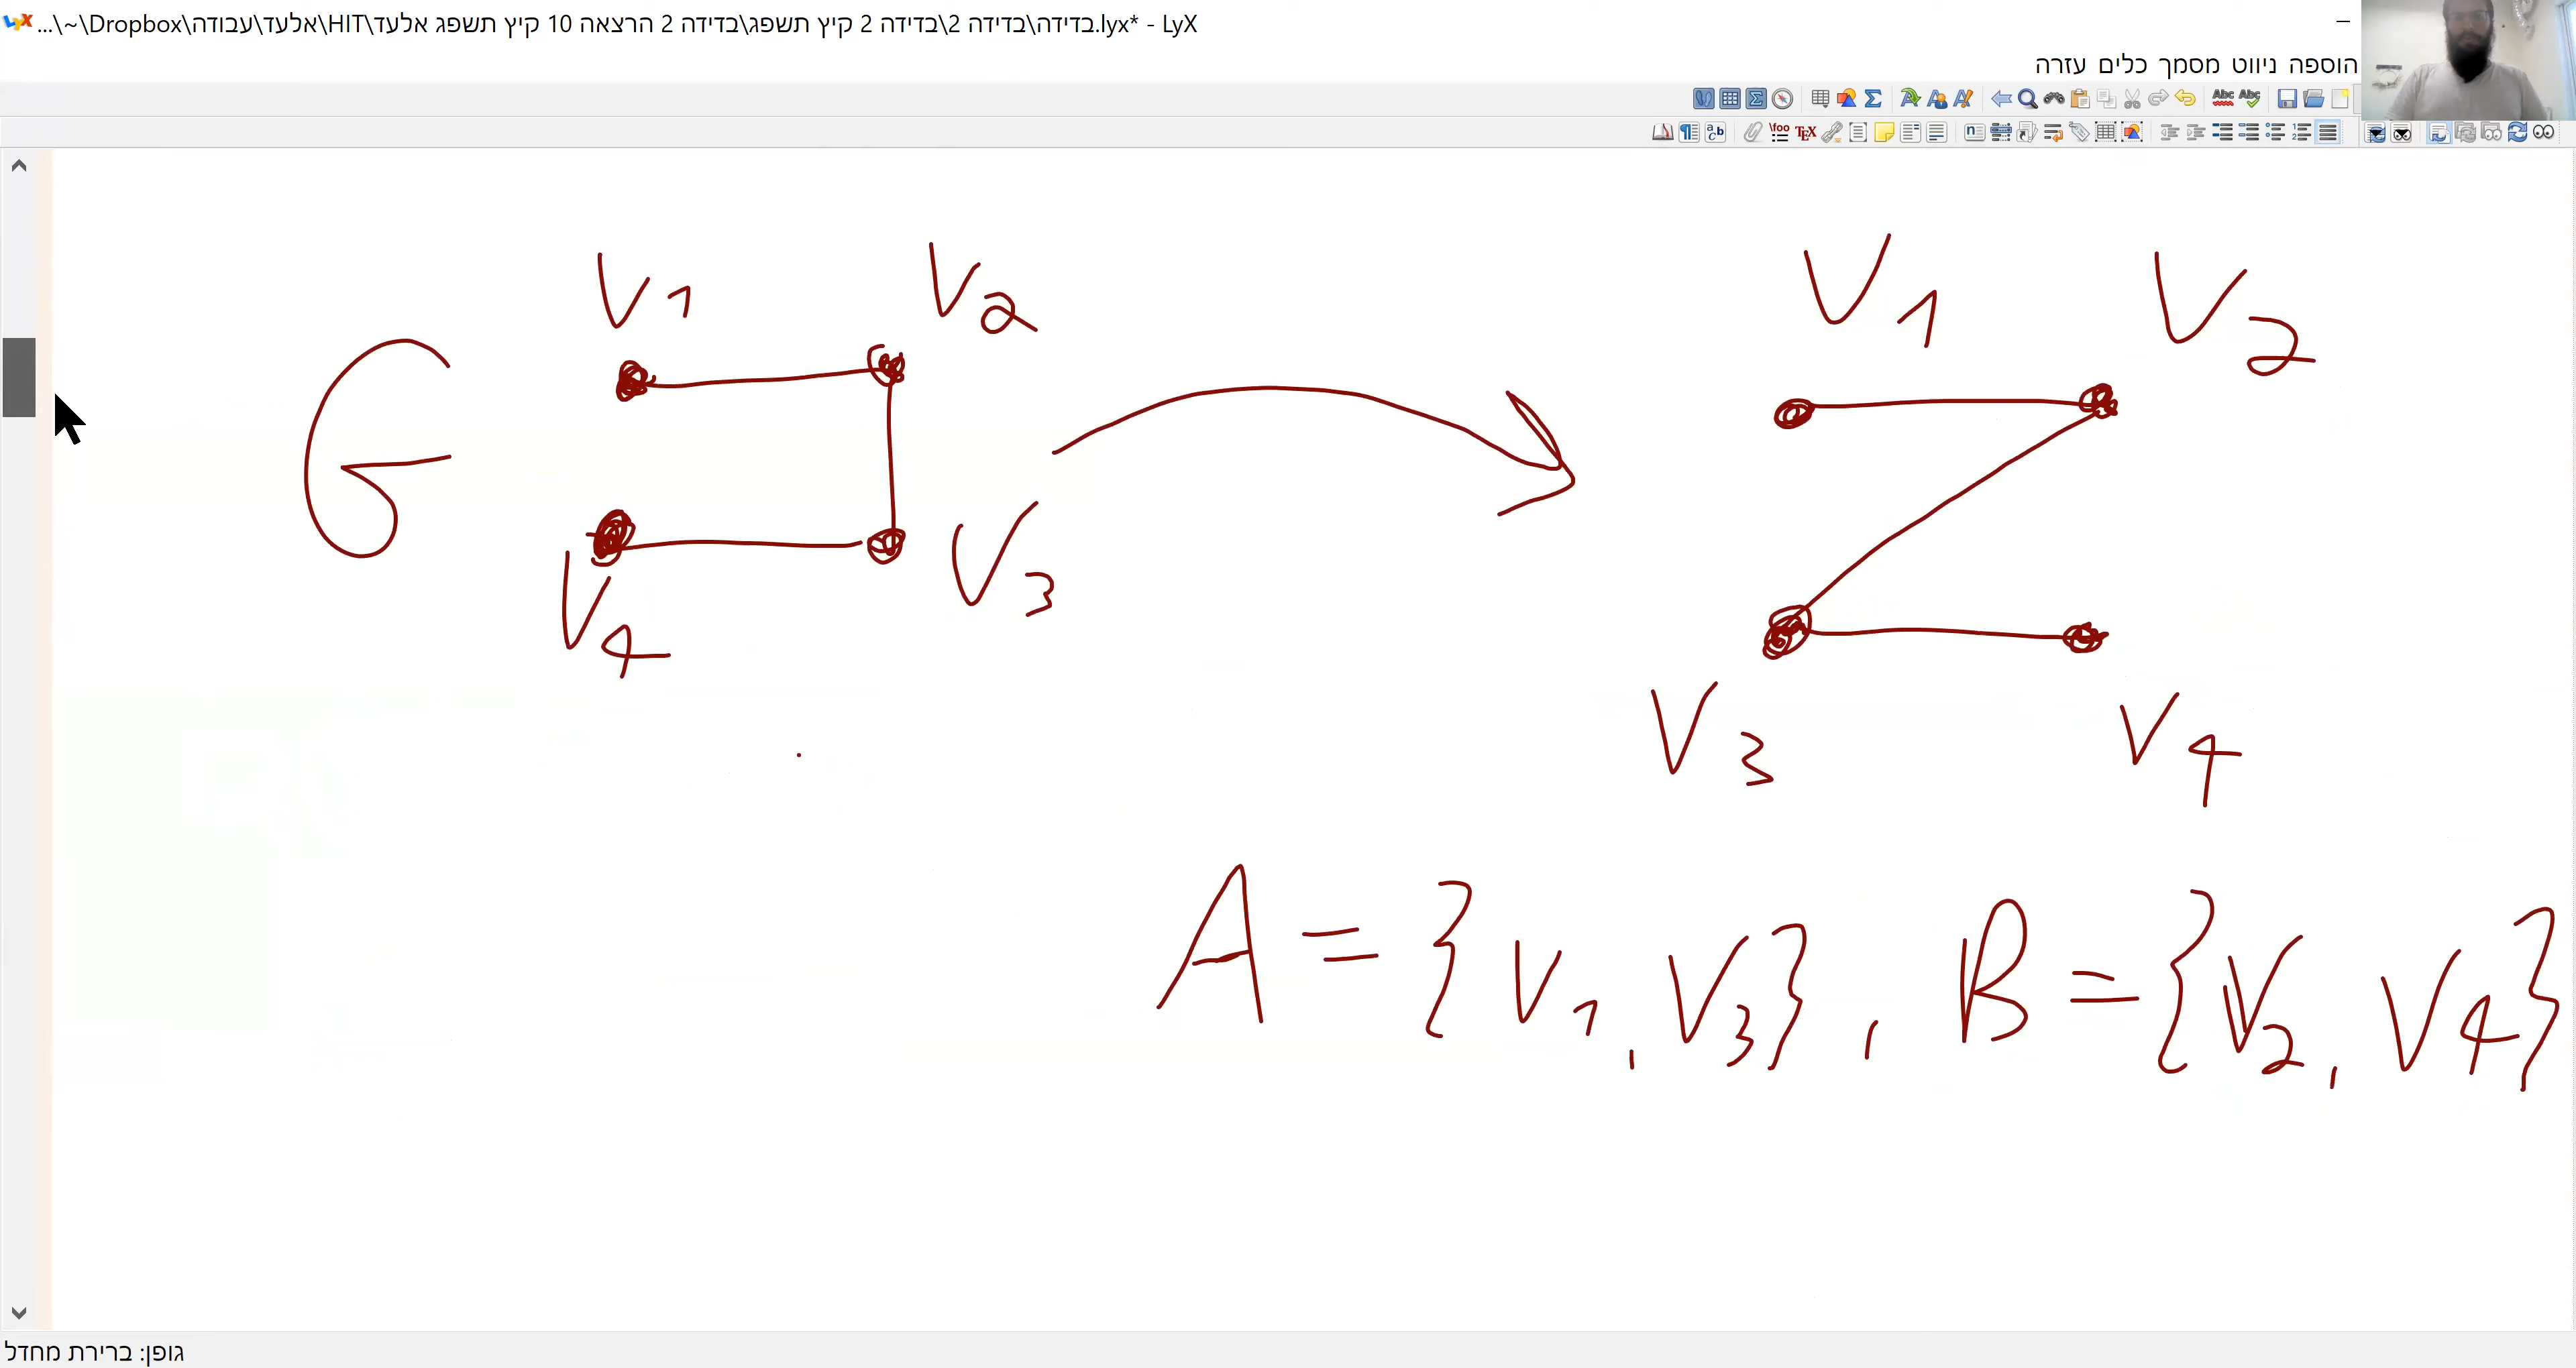 ...\~\Dropbox\אלעד\עבודה\HIT\בדידה\בדידה 2\בדידה 2 קיץ תשפג\בדידה 2 הרצאה 10 קיץ תשפג אלעד.lyx* - LyX
הוספה ניווט מסמך כלים עזרה
V1 V2 V1 V2
G
V4 V3
V3 V4
A = { V1, V3 } , B = { V2, V4 }
גופן: ברירת מחדל